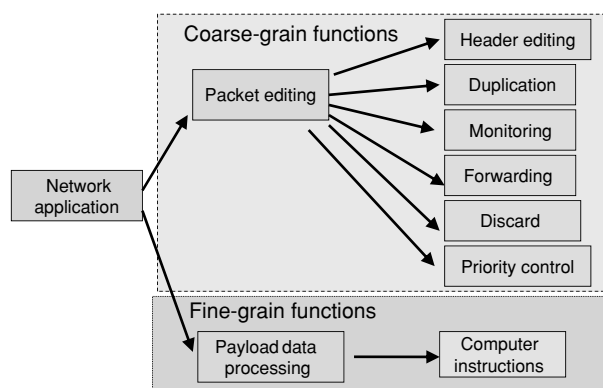 Coarse-grain functions
Header editing
Duplication
Packet editing
Monitoring
Forwarding
Network
application
Discard
Priority control
Fine-grain functions
Payload data
processing
Computer
instructions